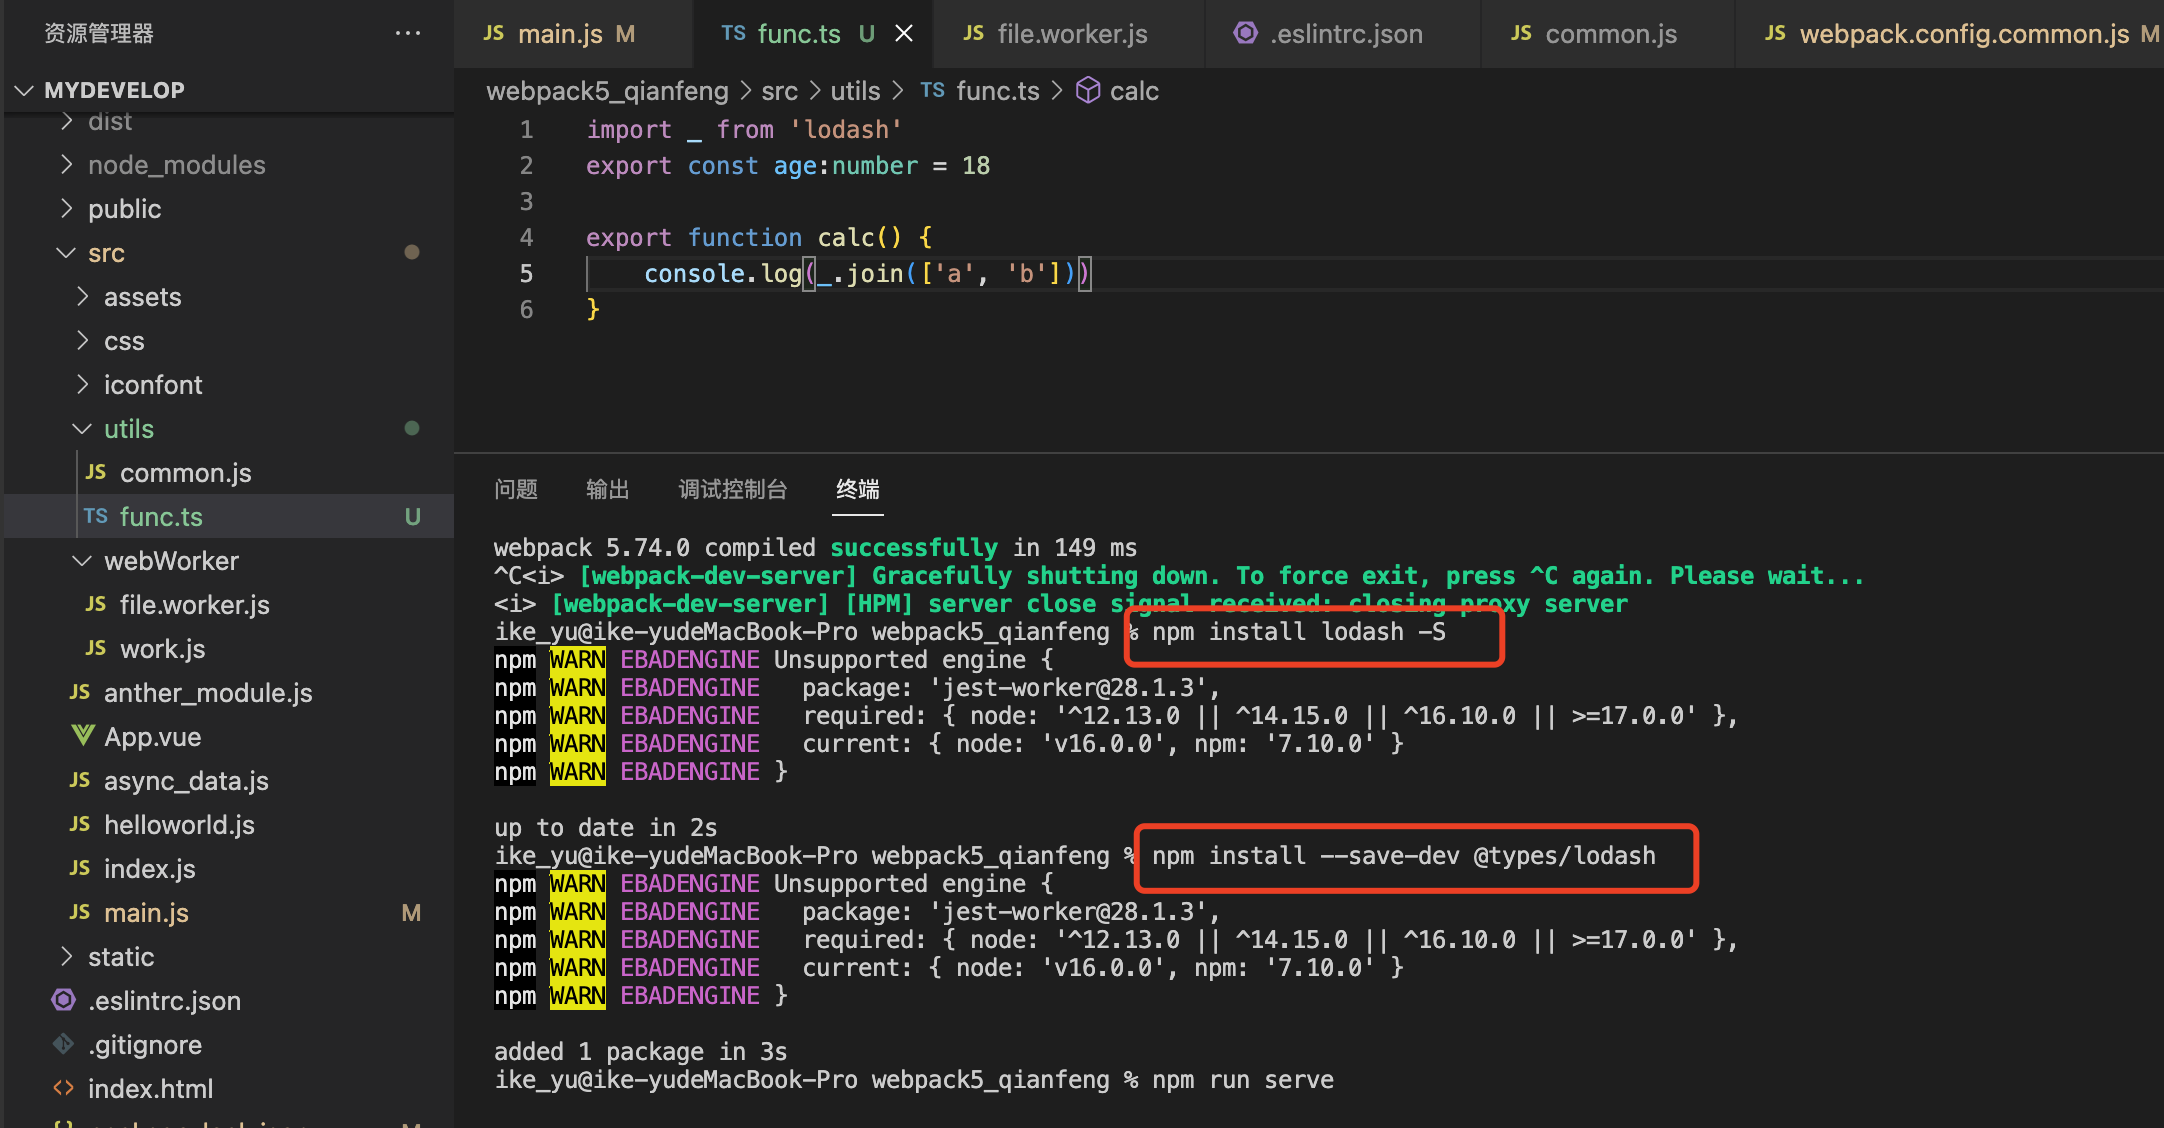 资源管理器 ···
MYDEVELOP
dist
node_modules
public
src
assets
css
iconfont
utils
JS common.js
TS func.ts U
webWorker
JS file.worker.js
JS work.js
JS anther_module.js
App.vue
JS async_data.js
JS helloworld.js
JS index.js
JS main.js M
static
.eslintrc.json
.gitignore
<> index.html
JS main.js M
TS func.ts U
JS file.worker.js
.eslintrc.json
JS common.js
JS webpack.config.common.js M
webpack5_qianfeng > src > utils > TS func.ts > calc
1 import _ from 'lodash'
2 export const age:number = 18
3
4 export function calc() {
5 console.log(_.join(['a', 'b']))
6 }
问题 输出 调试控制台 终端
webpack 5.74.0 compiled successfully in 149 ms
^C<i> [webpack-dev-server] Gracefully shutting down. To force exit, press ^C again. Please wait...
<i> [webpack-dev-server] [HPM] server close signal received: closing proxy server
ike_yu@ike-yudeMacBook-Pro webpack5_qianfeng % npm install lodash -S
npm WARN EBADENGINE Unsupported engine {
npm WARN EBADENGINE package: 'jest-worker@28.1.3',
npm WARN EBADENGINE required: { node: '^12.13.0 || ^14.15.0 || ^16.10.0 || >=17.0.0' },
npm WARN EBADENGINE current: { node: 'v16.0.0', npm: '7.10.0' }
npm WARN EBADENGINE }
up to date in 2s
ike_yu@ike-yudeMacBook-Pro webpack5_qianfeng % npm install --save-dev @types/lodash
npm WARN EBADENGINE Unsupported engine {
npm WARN EBADENGINE package: 'jest-worker@28.1.3',
npm WARN EBADENGINE required: { node: '^12.13.0 || ^14.15.0 || ^16.10.0 || >=17.0.0' },
npm WARN EBADENGINE current: { node: 'v16.0.0', npm: '7.10.0' }
npm WARN EBADENGINE }
added 1 package in 3s
ike_yu@ike-yudeMacBook-Pro webpack5_qianfeng % npm run serve